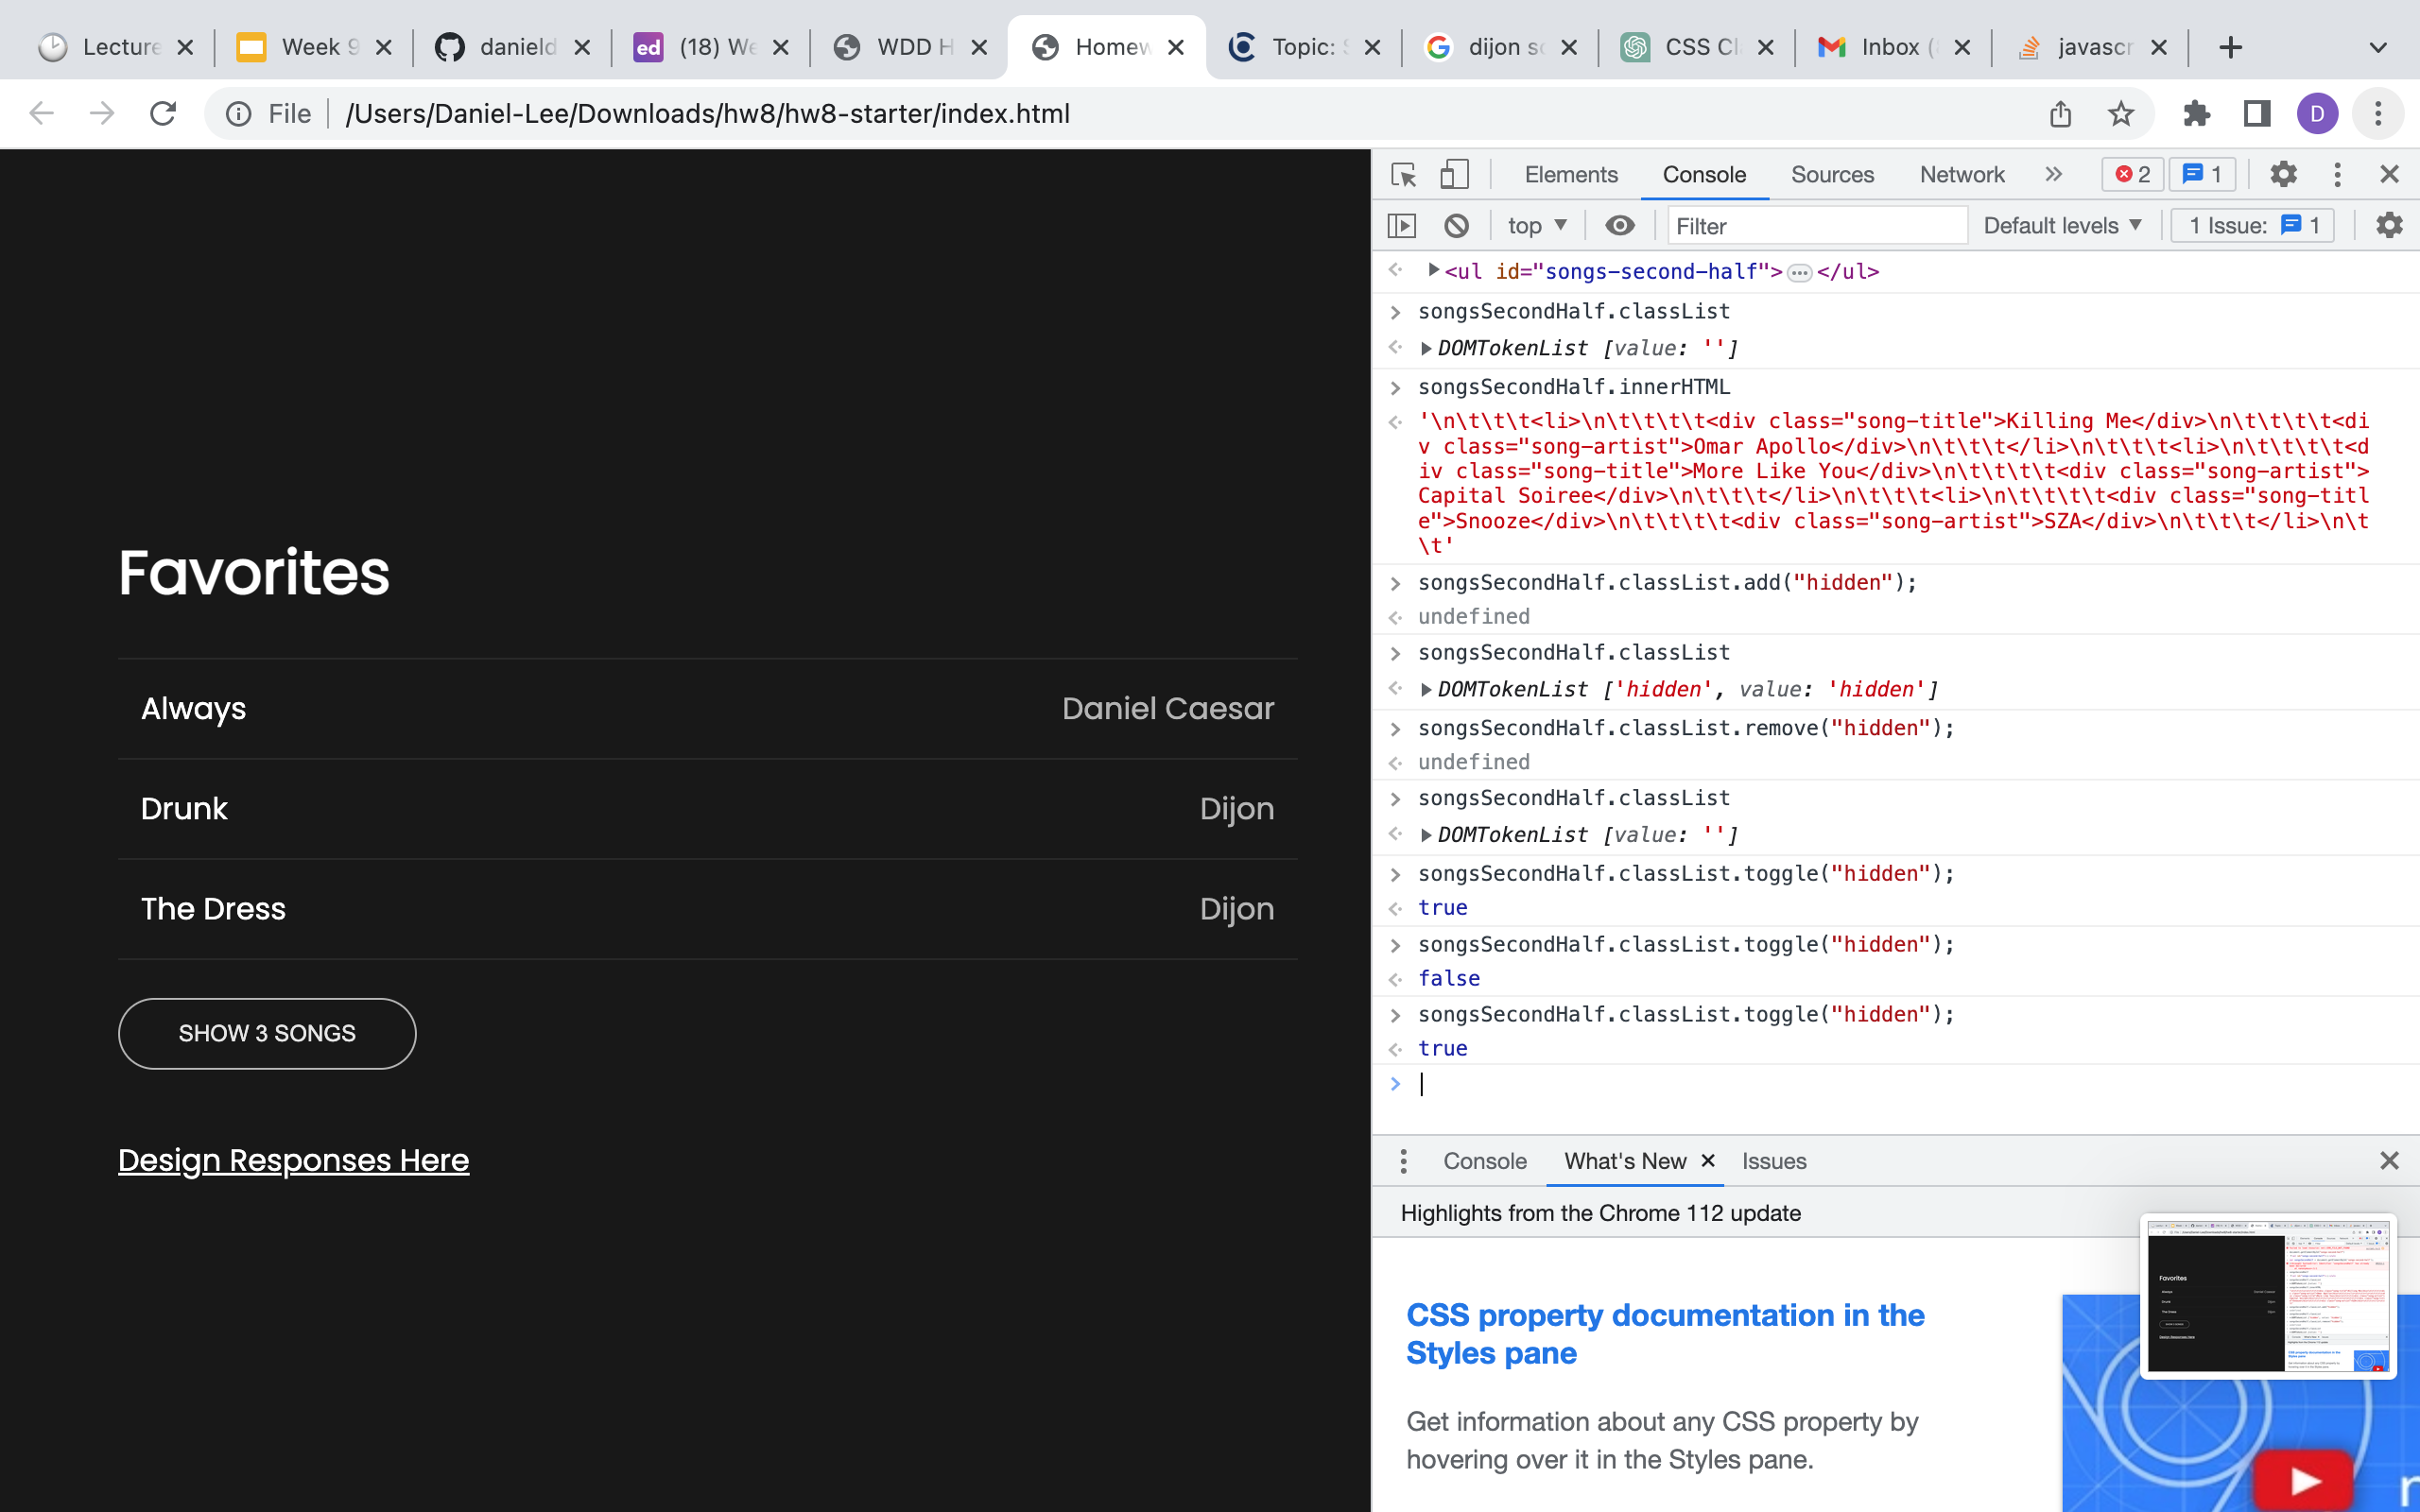 Lecture
Week 9
danield
(18) We
WDD H
Homew
Topic: S
dijon so
CSS Cl
Inbox (
javascr
File /Users/Daniel-Lee/Downloads/hw8/hw8-starter/index.html
D
Favorites
Always Daniel Caesar
Drunk Dijon
The Dress Dijon
SHOW 3 SONGS
Design Responses Here
Elements Console Sources Network 2 1
top Filter Default levels 1 Issue: 1
<ul id="songs-second-half">…</ul>
songsSecondHalf.classList
DOMTokenList [value: '']
songsSecondHalf.innerHTML
'\n\t\t\t<li>\n\t\t\t\t<div class="song-title">Killing Me</div>\n\t\t\t\t<di
v class="song-artist">Omar Apollo</div>\n\t\t\t</li>\n\t\t\t<li>\n\t\t\t\t<d
iv class="song-title">More Like You</div>\n\t\t\t\t<div class="song-artist">
Capital Soiree</div>\n\t\t\t</li>\n\t\t\t<li>\n\t\t\t\t<div class="song-titl
e">Snooze</div>\n\t\t\t\t<div class="song-artist">SZA</div>\n\t\t\t</li>\n\t
\t'
songsSecondHalf.classList.add("hidden");
undefined
songsSecondHalf.classList
DOMTokenList ['hidden', value: 'hidden']
songsSecondHalf.classList.remove("hidden");
undefined
songsSecondHalf.classList
DOMTokenList [value: '']
songsSecondHalf.classList.toggle("hidden");
true
songsSecondHalf.classList.toggle("hidden");
false
songsSecondHalf.classList.toggle("hidden");
true
Console What's New Issues
Highlights from the Chrome 112 update
CSS property documentation in the
Styles pane
Get information about any CSS property by
hovering over it in the Styles pane.
Favorites